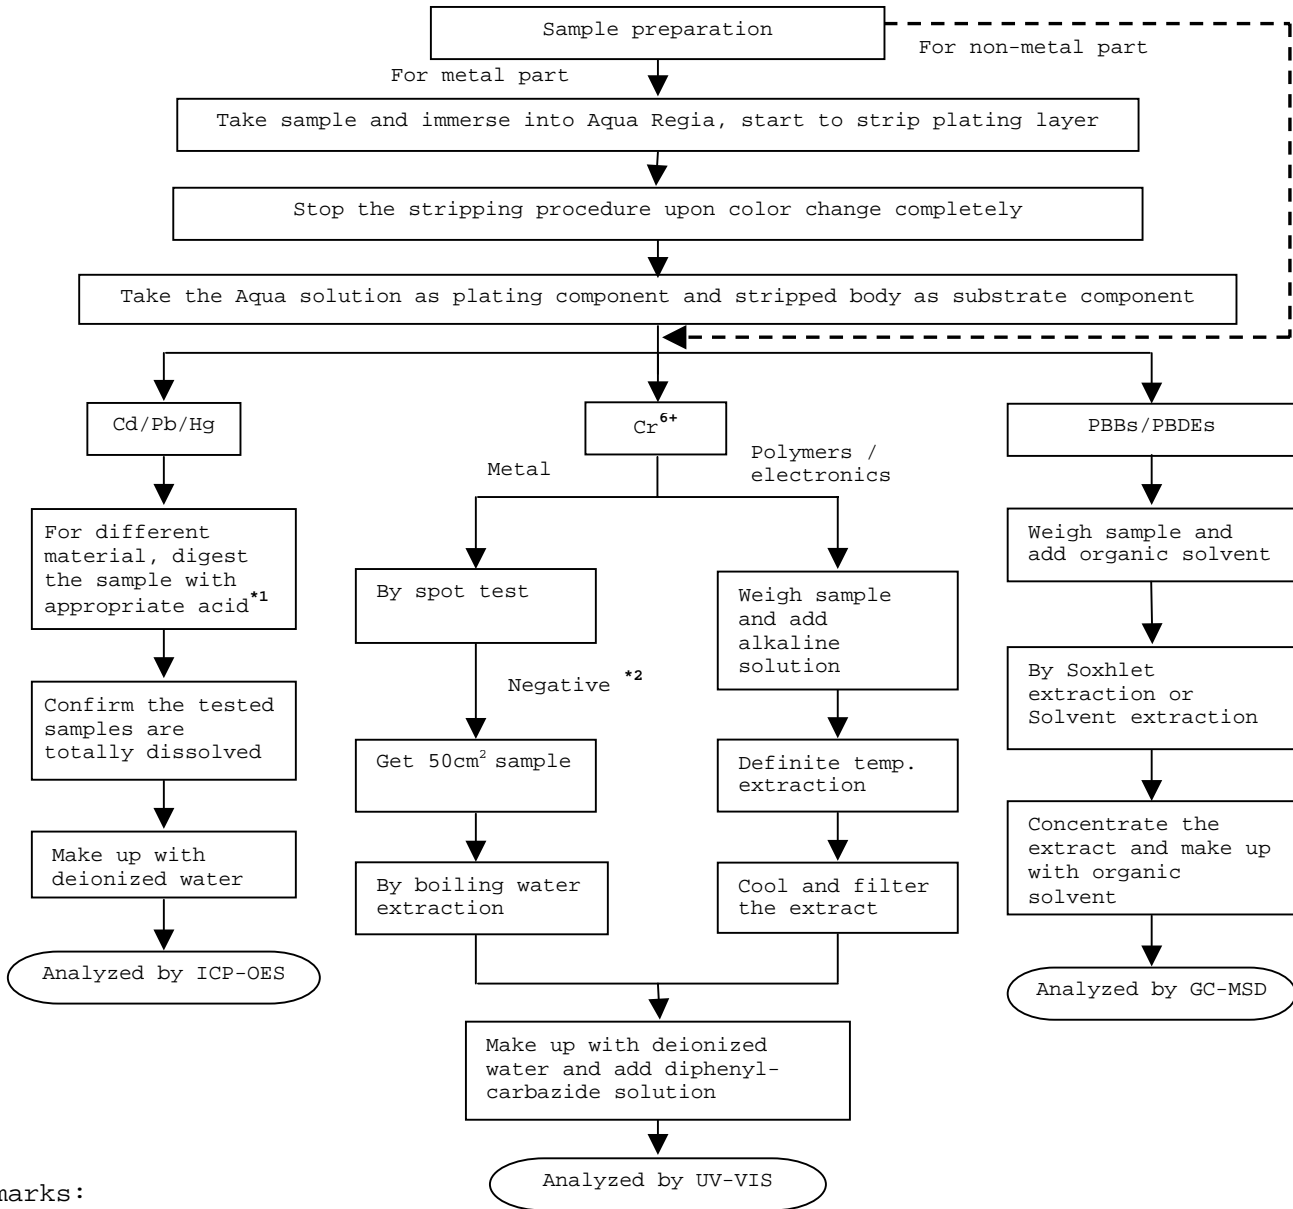 Sample preparation
For non-metal part
For metal part
Take sample and immerse into Aqua Regia, start to strip plating layer
Stop the stripping procedure upon color change completely
Take the Aqua solution as plating component and stripped body as substrate component
Cd/Pb/Hg
Cr⁶⁺
PBBs/PBDEs
Metal
Polymers /
electronics
For different
material, digest
the sample with
appropriate acid*1
By spot test
Weigh sample
and add
alkaline
solution
Weigh sample and
add organic solvent
Negative *2
Confirm the tested
samples are
totally dissolved
Get 50cm² sample
Definite temp.
extraction
By Soxhlet
extraction or
Solvent extraction
Make up with
deionized water
By boiling water
extraction
Cool and filter
the extract
Concentrate the
extract and make up
with organic
solvent
Analyzed by ICP-OES
Analyzed by GC-MSD
Make up with deionized
water and add diphenyl-
carbazide solution
Analyzed by UV-VIS
marks: